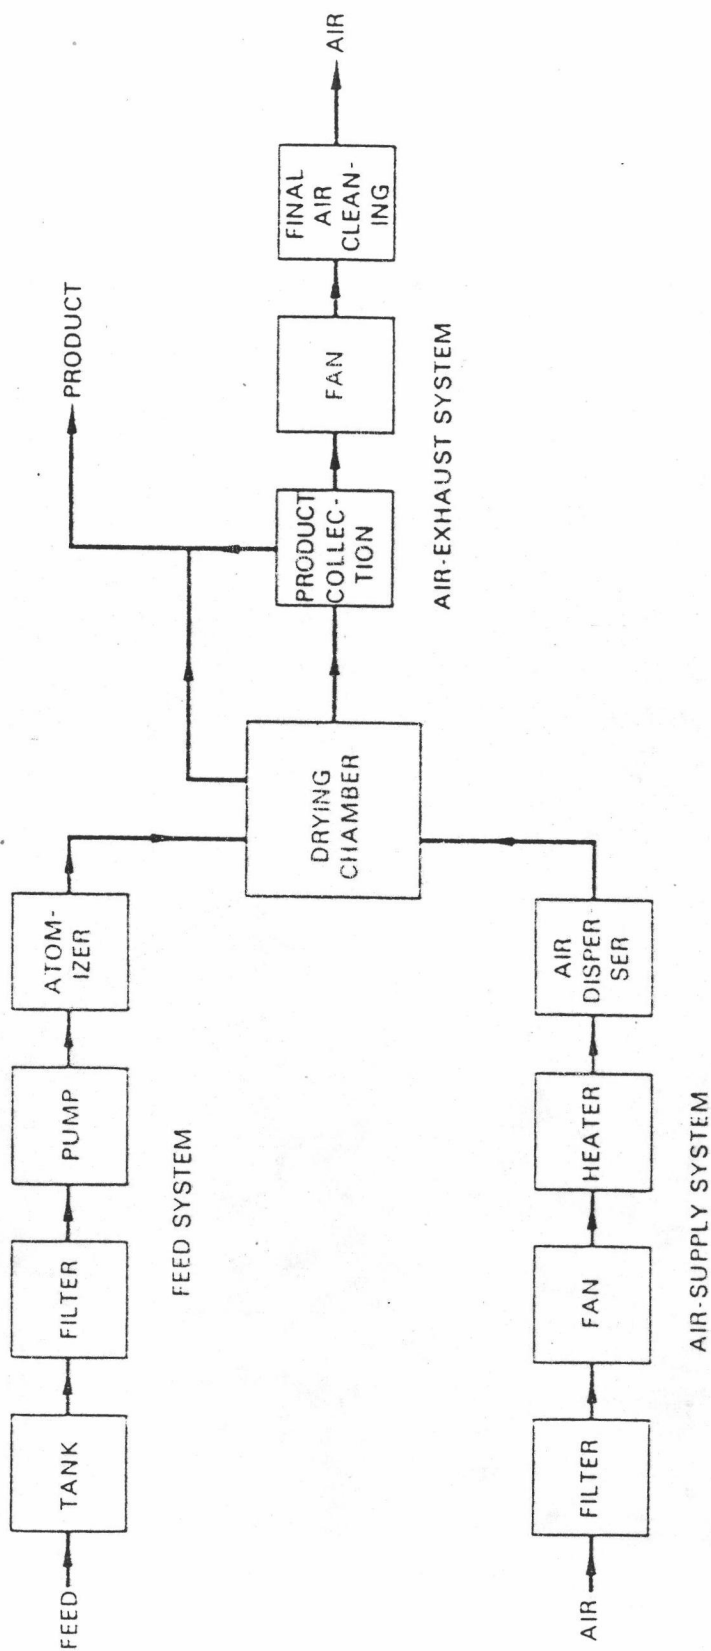 FEED
TANK
FILTER
PUMP
ATOM-
IZER
FEED SYSTEM
AIR
FILTER
FAN
HEATER
AIR
DISPER-
SER
AIR-SUPPLY SYSTEM
DRYING
CHAMBER
PRODUCT
PRODUCT
COLLEC-
TION
FAN
FINAL
AIR
CLEAN-
ING
AIR
AIR-EXHAUST SYSTEM